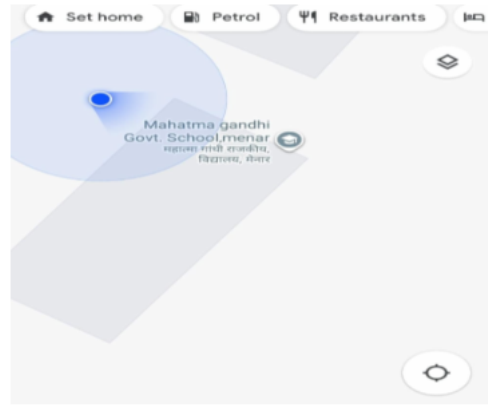 Set home
Petrol
Restaurants
Mahatma gandhi
Govt. School,menar
महात्मा गांधी राजकीय,
विद्यालय, मेनार